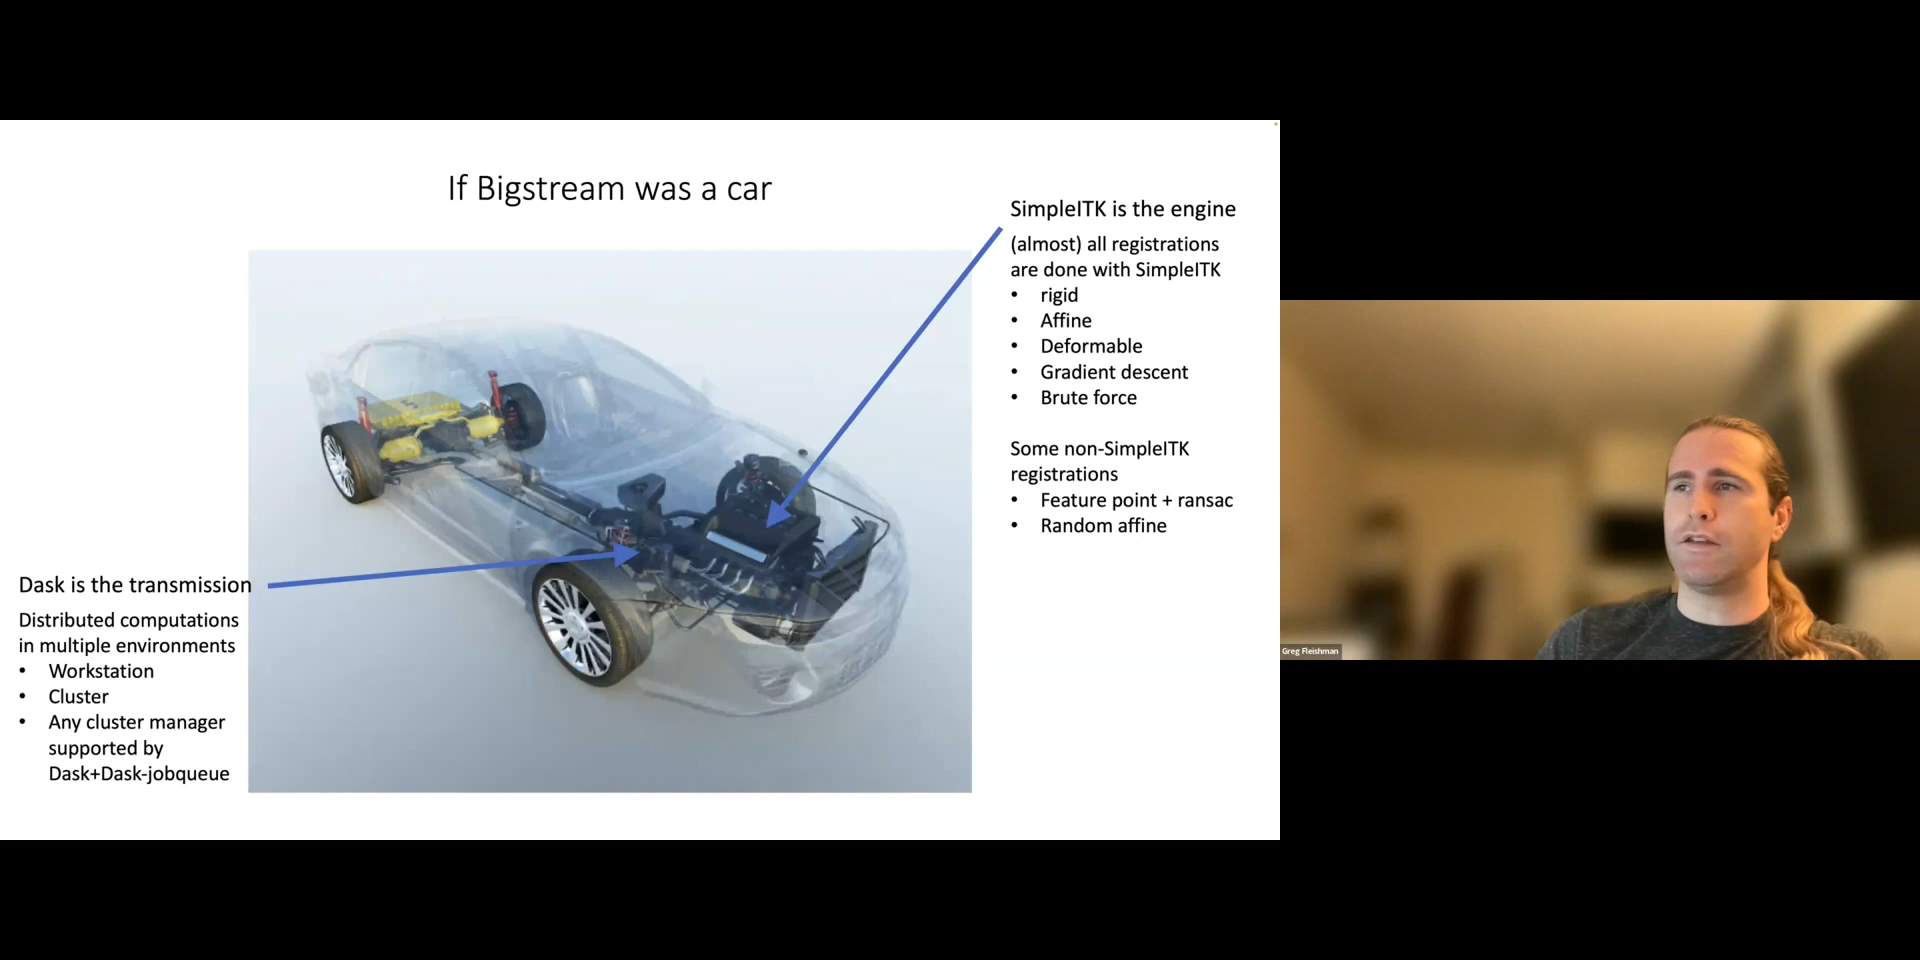 If Bigstream was a car
SimpleITK is the engine
(almost) all registrations
are done with SimpleITK
• rigid
• Affine
• Deformable
• Gradient descent
• Brute force
Some non-SimpleITK
registrations
• Feature point + ransac
• Random affine
Dask is the transmission
Distributed computations
in multiple environments
• Workstation
• Cluster
• Any cluster manager
supported by
Dask+Dask-jobqueue
Greg Fleishman